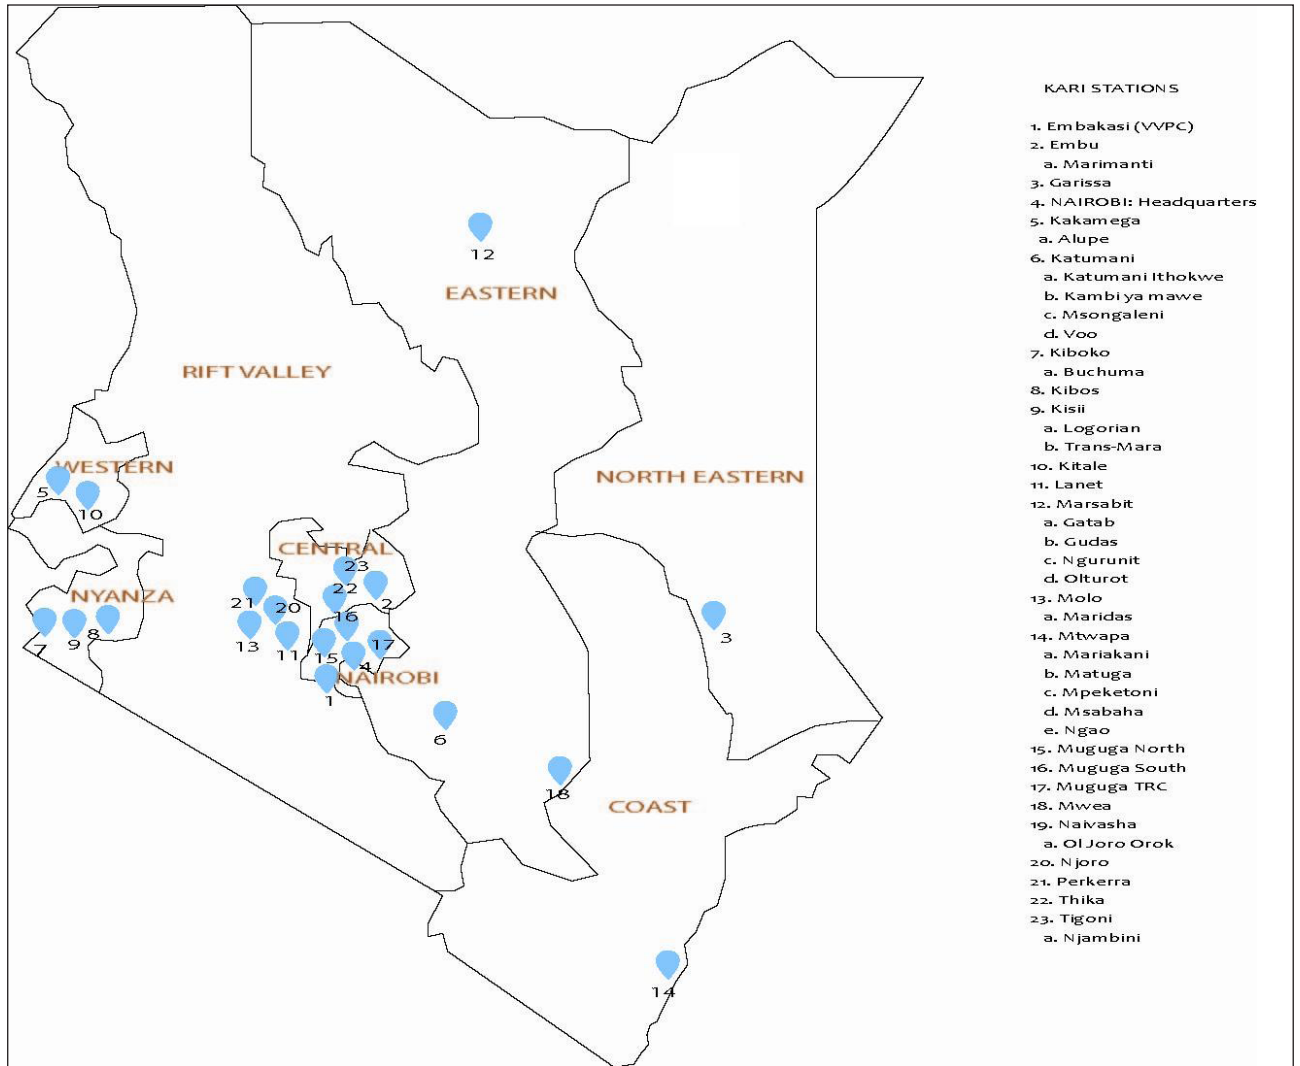 KARI STATIONS
1. Embakasi (VVPC)
2. Embu
a. Marimanti
3. Garissa
4. NAIROBI: Headquarters
5. Kakamega
a. Alupe
6. Katumani
a. Katumani Ithokwe
b. Kambi ya mawe
c. Msongaleni
d. Voo
7. Kiboko
a. Buchuma
8. Kibos
9. Kisii
a. Logorian
b. Trans-Mara
10. Kitale
11. Lanet
12. Marsabit
a. Gatab
b. Gudas
c. Ngurunit
d. Olturot
13. Molo
a. Maridas
14. Mtwapa
a. Mariakani
b. Matuga
c. Mpeketoni
d. Msabaha
e. Ngao
15. Muguga North
16. Muguga South
17. Muguga TRC
18. Mwea
19. Naivasha
a. Ol Joro Orok
20. Njoro
21. Perkerra
22. Thika
23. Tigoni
a. Njambini
12
EASTERN
RIFT VALLEY
WESTERN
5
10
NORTH EASTERN
CENTRAL
23
22
2
NYANZA
21
20
16
7
9
8
13
11
15
17
4
3
NAIROBI
1
6
18
COAST
14